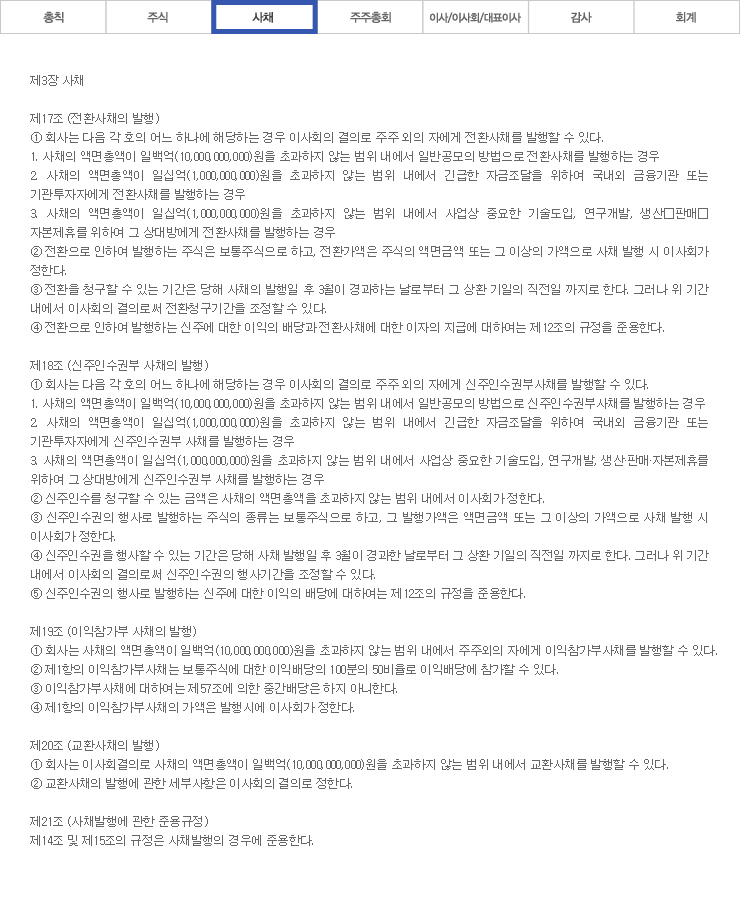 총칙 주식 사채 주주총회 이사/이사회/대표이사 감사 회계
제3장 사채
제17조 (전환사채의 발행)
① 회사는 다음 각 호의 어느 하나에 해당하는 경우 이사회의 결의로 주주 외의 자에게 전환사채를 발행할 수 있다.
1. 사채의 액면총액이 일백억(10,000,000,000)원을 초과하지 않는 범위 내에서 일반공모의 방법으로 전환사채를 발행하는 경우
2. 사채의 액면총액이 일십억(1,000,000,000)원을 초과하지 않는 범위 내에서 긴급한 자금조달을 위하여 국내외 금융기관 또는
기관투자자에게 전환사채를 발행하는 경우
3. 사채의 액면총액이 일십억(1,000,000,000)원을 초과하지 않는 범위 내에서 사업상 중요한 기술도입, 연구개발, 생산□판매□
자본제휴를 위하여 그 상대방에게 전환사채를 발행하는 경우
② 전환으로 인하여 발행하는 주식은 보통주식으로 하고, 전환가액은 주식의 액면금액 또는 그 이상의 가액으로 사채 발행 시 이사회가
정한다.
③ 전환을 청구할 수 있는 기간은 당해 사채의 발행일 후 3월이 경과하는 날로부터 그 상환 기일의 직전일 까지로 한다. 그러나 위 기간
내에서 이사회의 결의로써 전환청구기간을 조정할 수 있다.
④ 전환으로 인하여 발행하는 신주에 대한 이익의 배당과 전환사채에 대한 이자의 지급에 대하여는 제12조의 규정을 준용한다.
제18조 (신주인수권부 사채의 발행)
① 회사는 다음 각 호의 어느 하나에 해당하는 경우 이사회의 결의로 주주 외의 자에게 신주인수권부사채를 발행할 수 있다.
1. 사채의 액면총액이 일백억(10,000,000,000)원을 초과하지 않는 범위 내에서 일반공모의 방법으로 신주인수권부사채를 발행하는 경우
2. 사채의 액면총액이 일십억(1,000,000,000)원을 초과하지 않는 범위 내에서 긴급한 자금조달을 위하여 국내외 금융기관 또는
기관투자자에게 신주인수권부 사채를 발행하는 경우
3. 사채의 액면총액이 일십억(1,000,000,000)원을 초과하지 않는 범위 내에서 사업상 중요한 기술도입, 연구개발, 생산·판매·자본제휴를
위하여 그 상대방에게 신주인수권부 사채를 발행하는 경우
② 신주인수를 청구할 수 있는 금액은 사채의 액면총액을 초과하지 않는 범위 내에서 이사회가 정한다.
③ 신주인수권의 행사로 발행하는 주식의 종류는 보통주식으로 하고, 그 발행가액은 액면금액 또는 그 이상의 가액으로 사채 발행 시
이사회가 정한다.
④ 신주인수권을 행사할 수 있는 기간은 당해 사채 발행일 후 3월이 경과한 날로부터 그 상환 기일의 직전일 까지로 한다. 그러나 위 기간
내에서 이사회의 결의로써 신주인수권의 행사기간을 조정할 수 있다.
⑤ 신주인수권의 행사로 발행하는 신주에 대한 이익의 배당에 대하여는 제12조의 규정을 준용한다.
제19조 (이익참가부 사채의 발행)
① 회사는 사채의 액면총액이 일백억(10,000,000,000)원을 초과하지 않는 범위 내에서 주주외의 자에게 이익참가부사채를 발행할 수 있다.
② 제1항의 이익참가부사채는 보통주식에 대한 이익배당의 100분의 50비율로 이익배당에 참가할 수 있다.
③ 이익참가부사채에 대하여는 제57조에 의한 중간배당은 하지 아니한다.
④ 제1항의 이익참가부사채의 가액은 발행시에 이사회가 정한다.
제20조 (교환사채의 발행)
① 회사는 이사회결의로 사채의 액면총액이 일백억(10,000,000,000)원을 초과하지 않는 범위 내에서 교환사채를 발행할 수 있다.
② 교환사채의 발행에 관한 세부사항은 이사회의 결의로 정한다.
제21조 (사채발행에 관한 준용규정)
제14조 및 제15조의 규정은 사채발행의 경우에 준용한다.